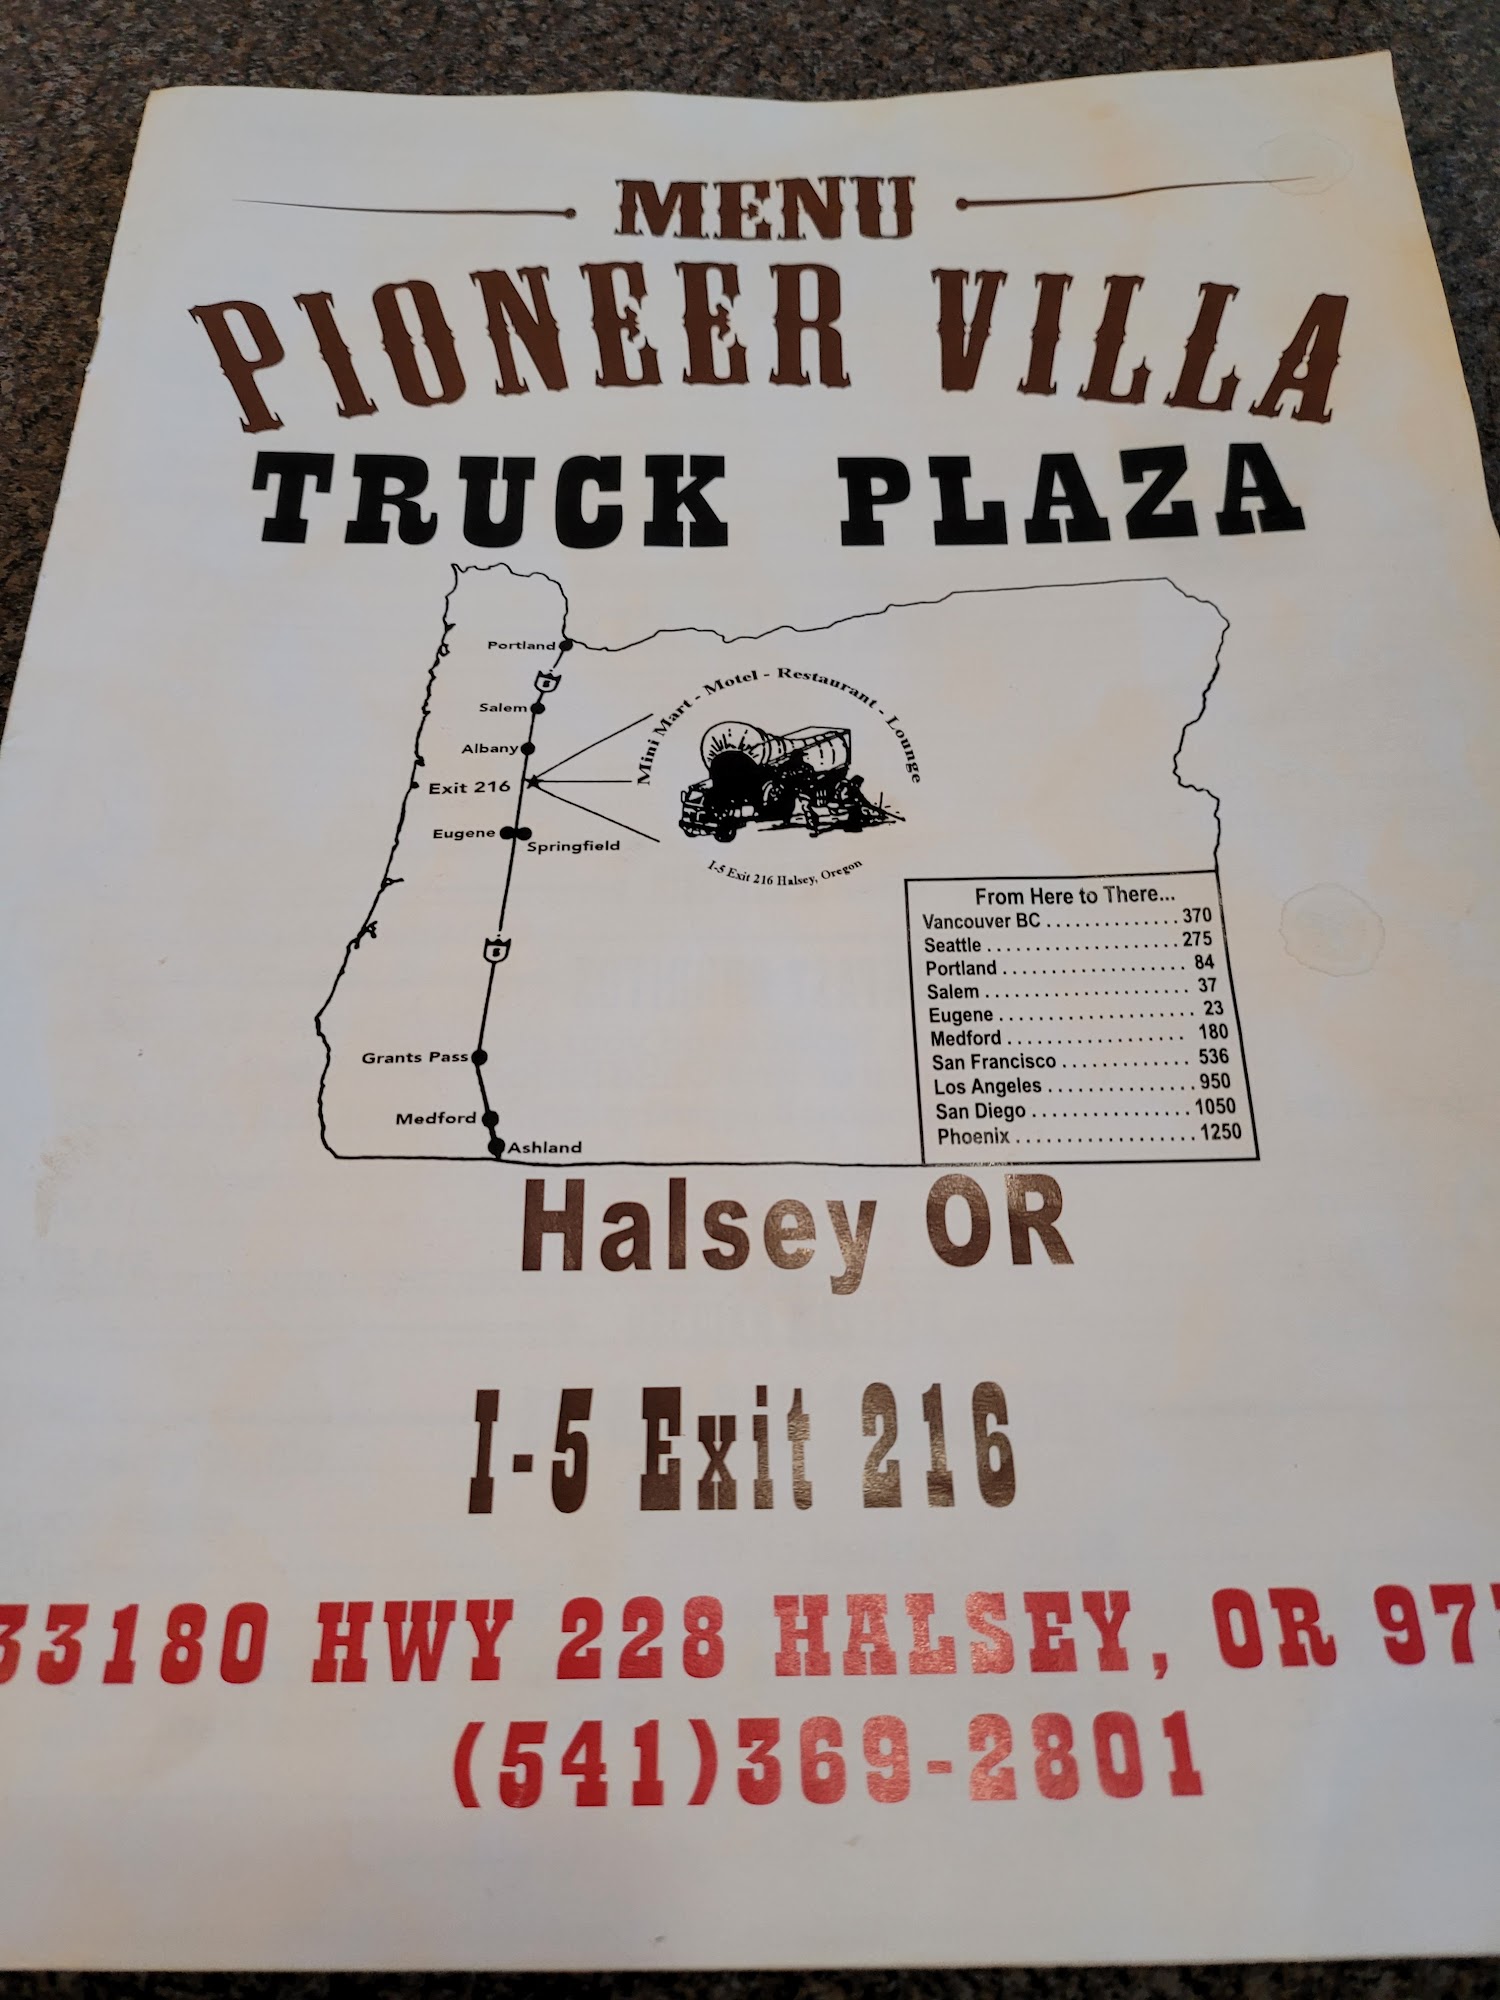 MENU
PIONEER VILLA
TRUCK PLAZA
Portland
5
Salem
Albany
Exit 216
Eugene
Springfield
5
Grants Pass
Medford
Ashland
Mini Mart - Motel - Restaurant - Lounge
I-5 Exit 216 Halsey, Oregon
From Here to There...
Vancouver BC .............. 370
Seattle .................... 275
Portland ................... 84
Salem ..................... 37
Eugene .................... 23
Medford .................. 180
San Francisco ............. 536
Los Angeles ............... 950
San Diego ................ 1050
Phoenix .................. 1250
Halsey OR
I-5 Exit 216
33180 HWY 228 HALSEY, OR 97
(541)369-2801